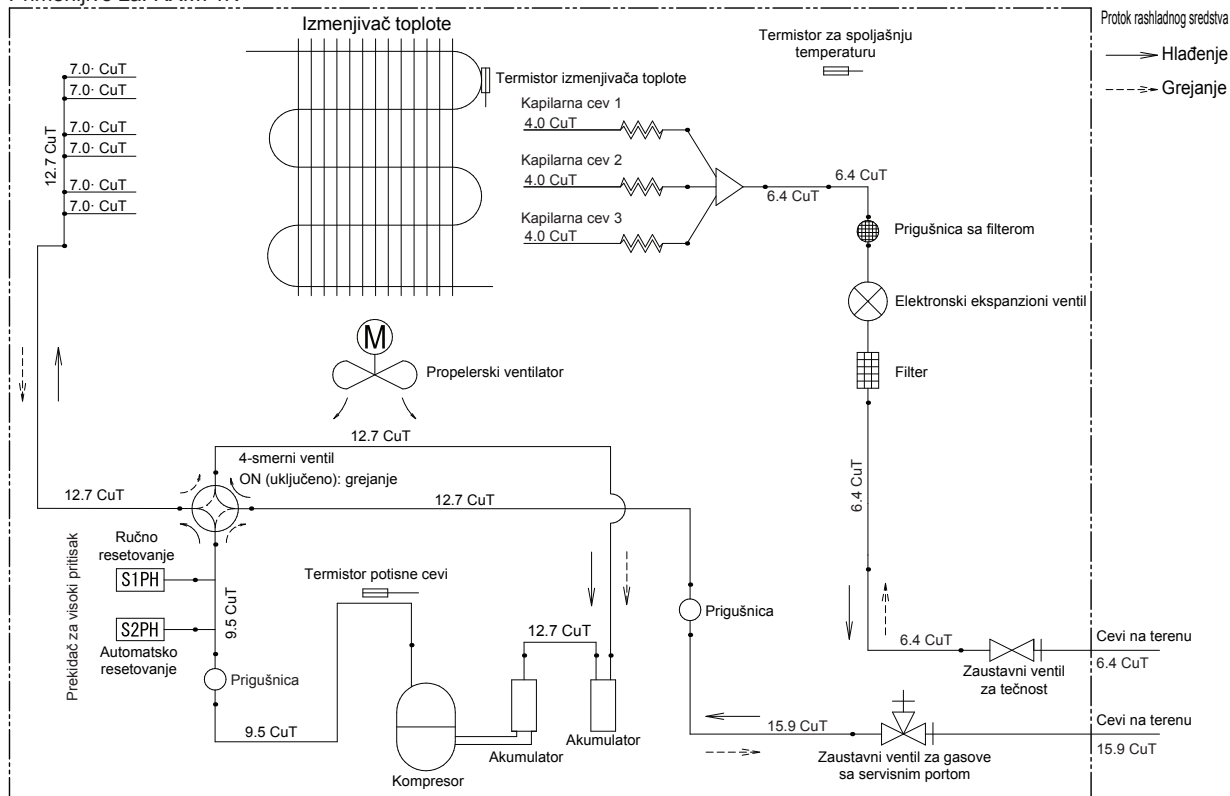 Izmenjivač toplote
Protok rashladnog sredstva
Hlađenje
Grejanje
Termistor za spoljašnju
temperaturu
Termistor izmenjivača toplote
7.0· CuT
7.0· CuT
7.0· CuT
7.0· CuT
7.0· CuT
7.0· CuT
12.7 CuT
Kapilarna cev 1
4.0 CuT
Kapilarna cev 2
4.0 CuT
Kapilarna cev 3
4.0 CuT
6.4 CuT
6.4 CuT
Prigušnica sa filterom
Elektronski ekspanzioni ventil
Filter
M
Propelerski ventilator
12.7 CuT
4-smerni ventil
ON (uključeno): grejanje
12.7 CuT
12.7 CuT
6.4 CuT
Prekidač za visoki pritisak
Ručno
resetovanje
S1PH
S2PH
Automatsko
resetovanje
9.5 CuT
Termistor potisne cevi
Prigušnica
Prigušnica
12.7 CuT
9.5 CuT
Kompresor
Akumulator
Akumulator
6.4 CuT
Zaustavni ventil
za tečnost
Cevi na terenu
6.4 CuT
15.9 CuT
Zaustavni ventil za gasove
sa servisnim portom
Cevi na terenu
15.9 CuT